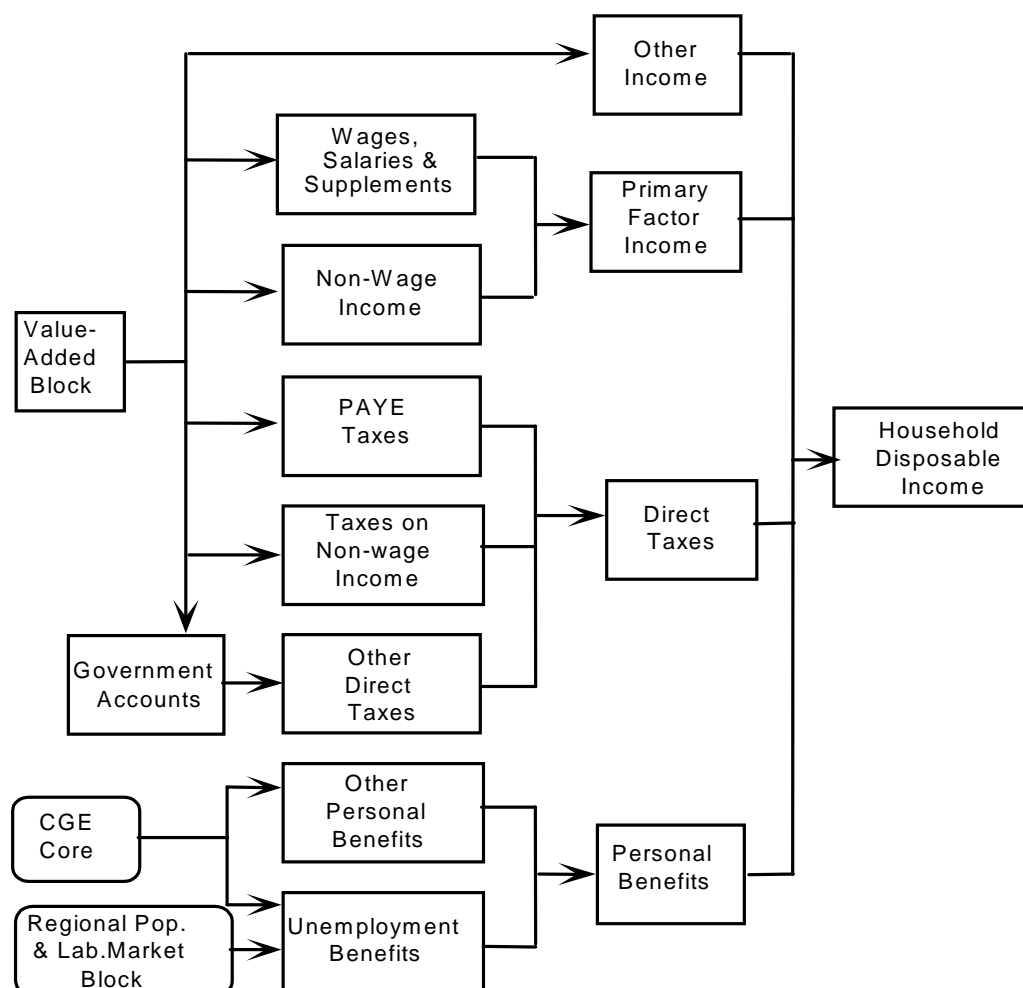 Other
Income
Wages,
Salaries &
Supplements
Primary
Factor
Income
Non-Wage
Income
Value-
Added
Block
PAYE
Taxes
Household
Disposable
Income
Taxes on
Non-wage
Income
Direct
Taxes
Government
Accounts
Other
Direct
Taxes
CGE
Core
Other
Personal
Benefits
Personal
Benefits
Regional Pop.
& Lab.Market
Block
Unemployment
Benefits